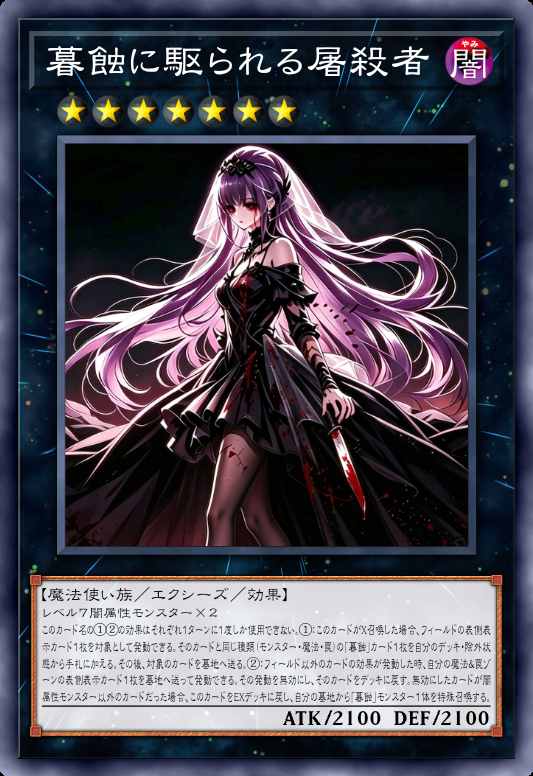 暮蝕に駆られる屠殺者
やみ
闇
【魔法使い族／エクシーズ／効果】
レベル7闇属性モンスター×2
このカード名の①②の効果はそれぞれ1ターンに1度しか使用できない。①：このカードがX召喚した場合、フィールドの表側表
示カード1枚を対象として発動できる。そのカードと同じ種類（モンスター・魔法・罠）の「暮蝕」カード1枚を自分のデッキ・除外状
態から手札に加える。その後、対象のカードを墓地へ送る。②：フィールド以外のカードの効果が発動した時、自分の魔法&罠ゾ
ーンの表側表示カード1枚を墓地へ送って発動できる。その発動を無効にし、そのカードをデッキに戻す。無効にしたカードが闇
属性モンスター以外のカードだった場合、このカードをEXデッキに戻し、自分の墓地から「暮蝕」モンスター1体を特殊召喚する。
ATK/2100 DEF/2100